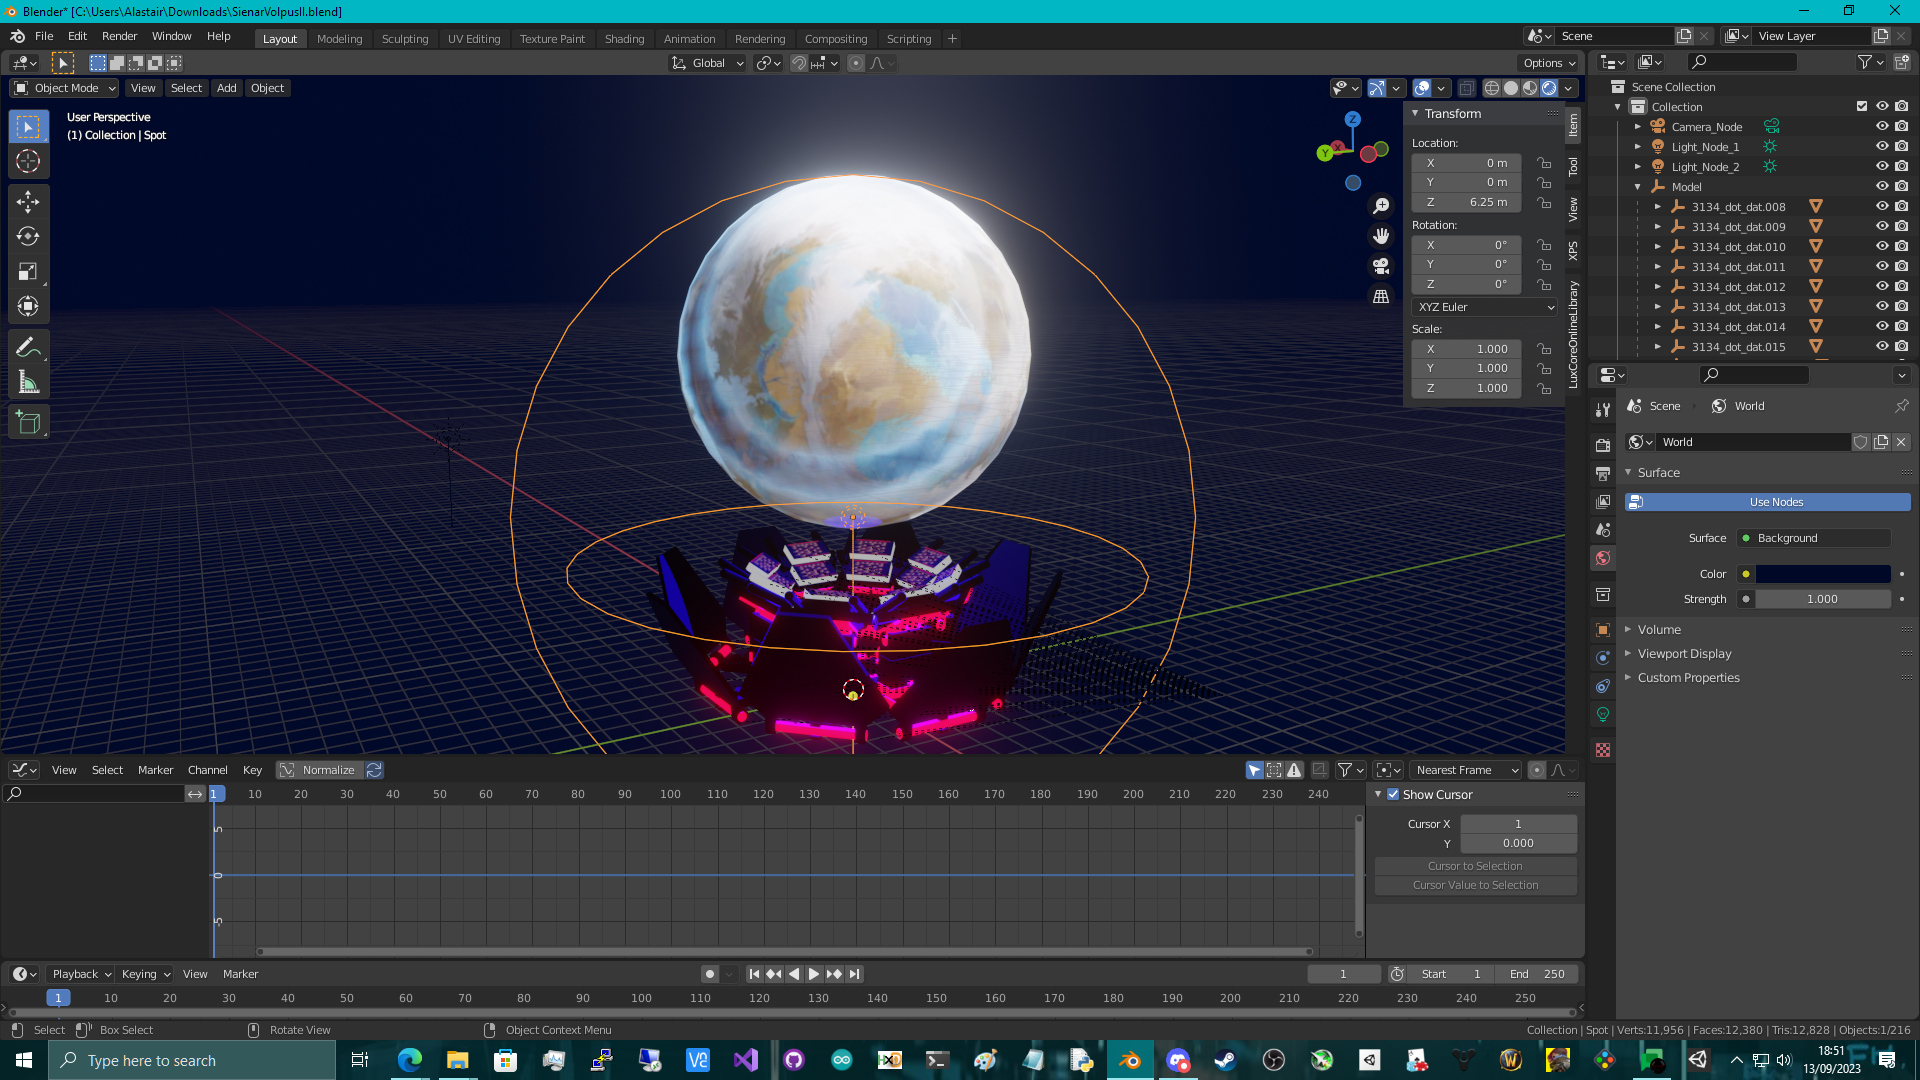 Blender* [C:\Users\Alastair\Downloads\SienarVolpusII.blend]
File Edit Render Window Help Layout Modeling Sculpting UV Editing Texture Paint Shading Animation Rendering Compositing Scripting + Scene View Layer
Global Options
Object Mode View Select Add Object
User Perspective
(1) Collection | Spot
Z
Y
X
Transform
Location:
X 0 m
Y 0 m
Z 6.25 m
Rotation:
X 0°
Y 0°
Z 0°
XYZ Euler
Scale:
X 1.000
Y 1.000
Z 1.000
Item
Tool
View
XPS
LuxCoreOnlineLibrary
Scene Collection
Collection
Camera_Node
Light_Node_1
Light_Node_2
Model
3134_dot_dat.008
3134_dot_dat.009
3134_dot_dat.010
3134_dot_dat.011
3134_dot_dat.012
3134_dot_dat.013
3134_dot_dat.014
3134_dot_dat.015
Scene World
World
Surface
Use Nodes
Surface Background
Color
Strength 1.000
Volume
Viewport Display
Custom Properties
View Select Marker Channel Key Normalize Nearest Frame
1 10 20 30 40 50 60 70 80 90 100 110 120 130 140 150 160 170 180 190 200 210 220 230 240
5
0
-5
Show Cursor
Cursor X 1
Y 0.000
Cursor to Selection
Cursor Value to Selection
Playback Keying View Marker 1 Start 1 End 250
1 10 20 30 40 50 60 70 80 90 100 110 120 130 140 150 160 170 180 190 200 210 220 230 240 250
Select Box Select Rotate View Object Context Menu Collection | Spot | Verts:11,956 | Faces:12,380 | Tris:12,828 | Objects:1/216
Type here to search
18:51
13/09/2023